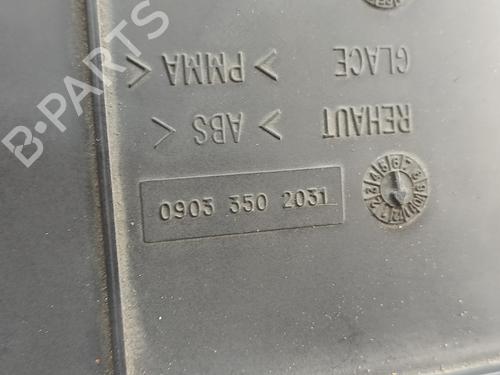 B-PARTS
GLACE > PMMA <
REHAUT > ABS <
0903 350 2031